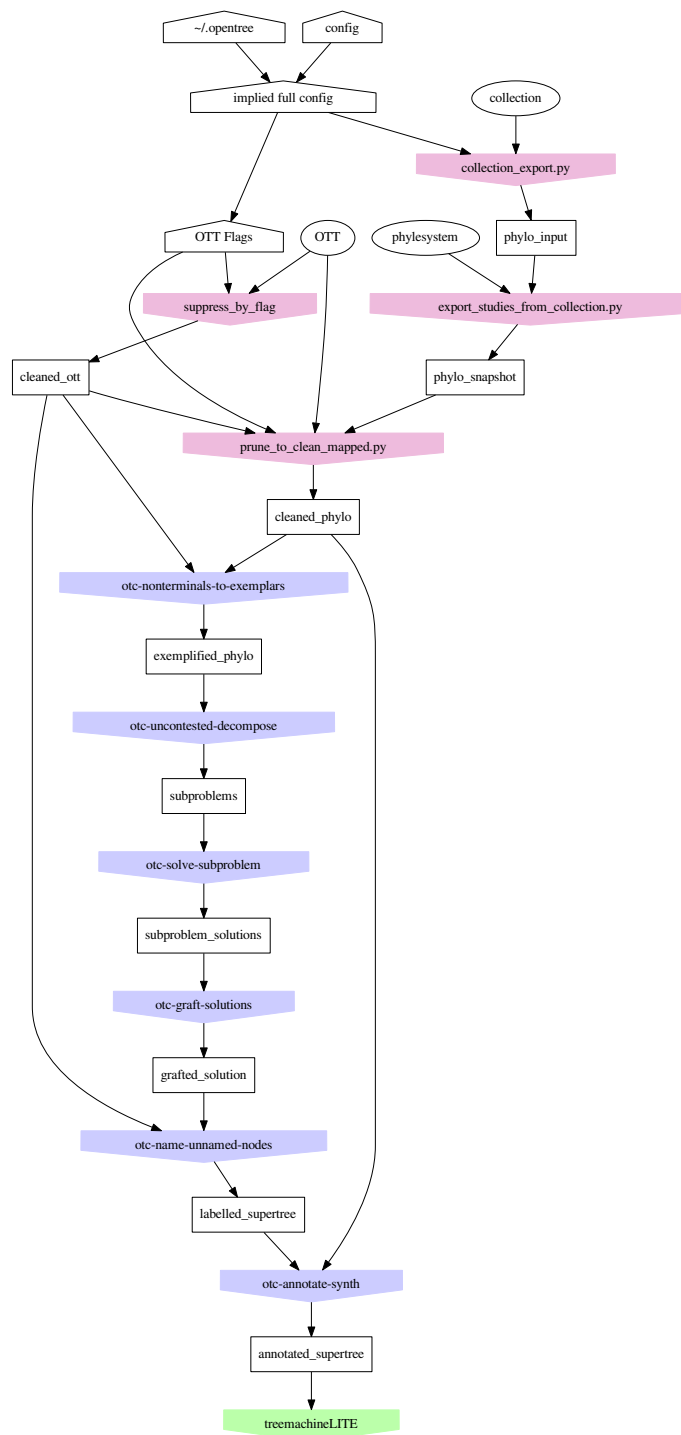 ~/.opentree
config
implied full config
collection
collection_export.py
OTT Flags
OTT
phylesystem
phylo_input
suppress_by_flag
export_studies_from_collection.py
cleaned_ott
phylo_snapshot
prune_to_clean_mapped.py
cleaned_phylo
otc-nonterminals-to-exemplars
exemplified_phylo
otc-uncontested-decompose
subproblems
otc-solve-subproblem
subproblem_solutions
otc-graft-solutions
grafted_solution
otc-name-unnamed-nodes
labelled_supertree
otc-annotate-synth
annotated_supertree
treemachineLITE